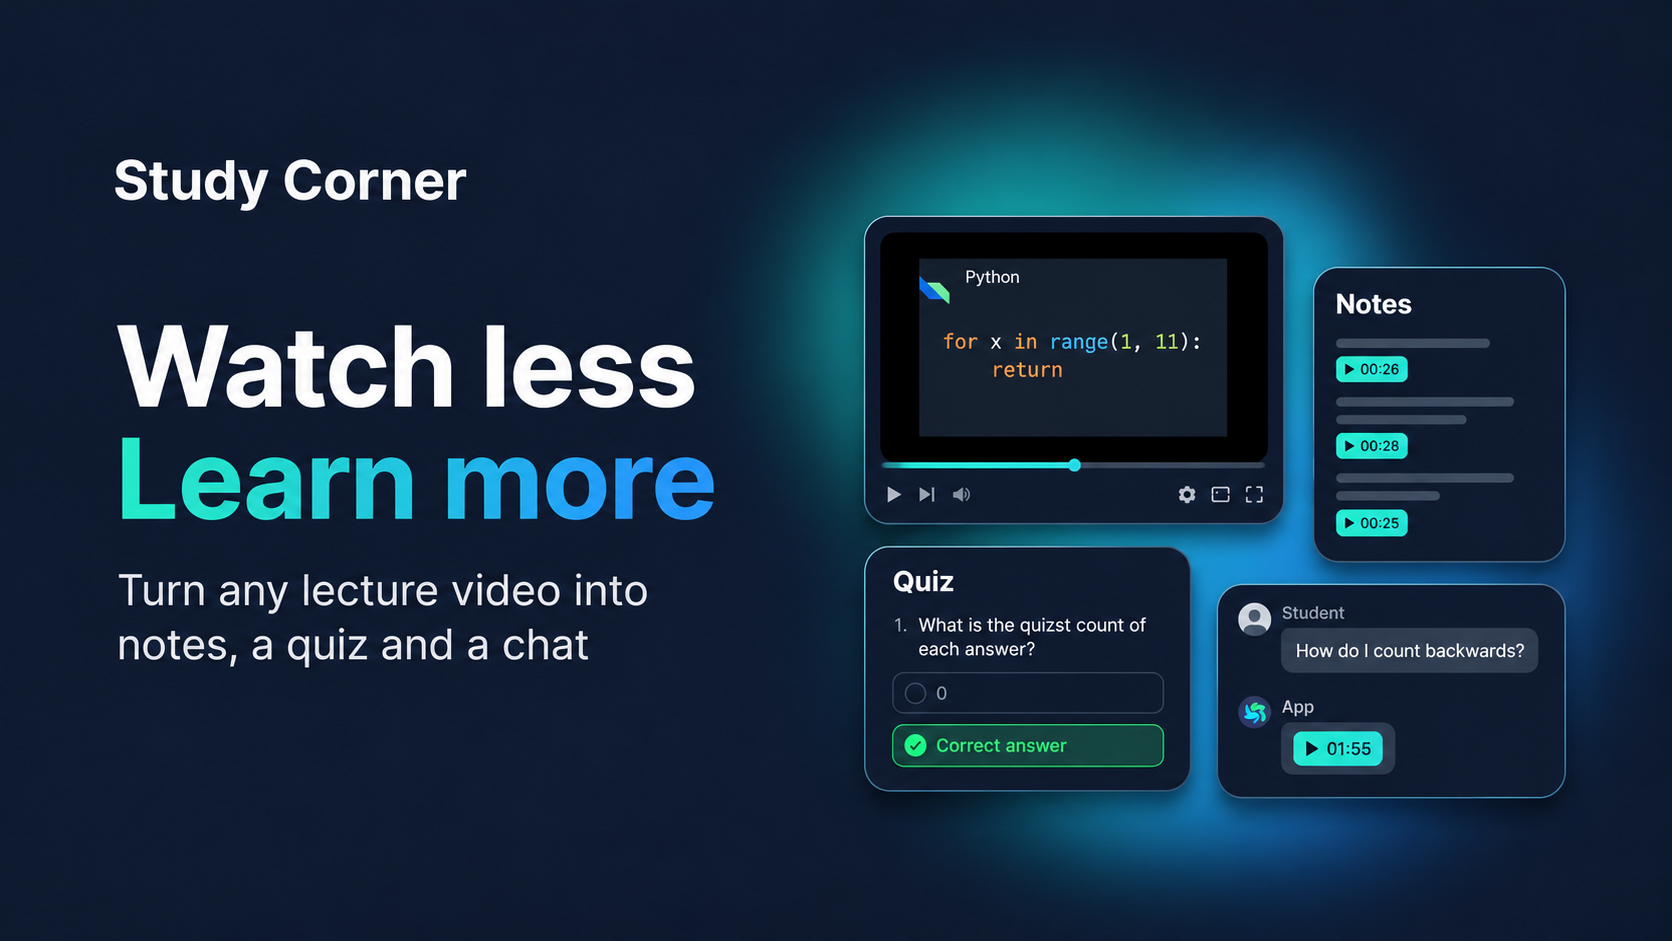 Study Corner
Watch less
Learn more
Turn any lecture video into
notes, a quiz and a chat
Python
for x in range(1, 11):
    return
Notes
00:26
00:28
00:25
Quiz
1. What is the quizst count of
each answer?
0
Correct answer
Student
How do I count backwards?
App
01:55